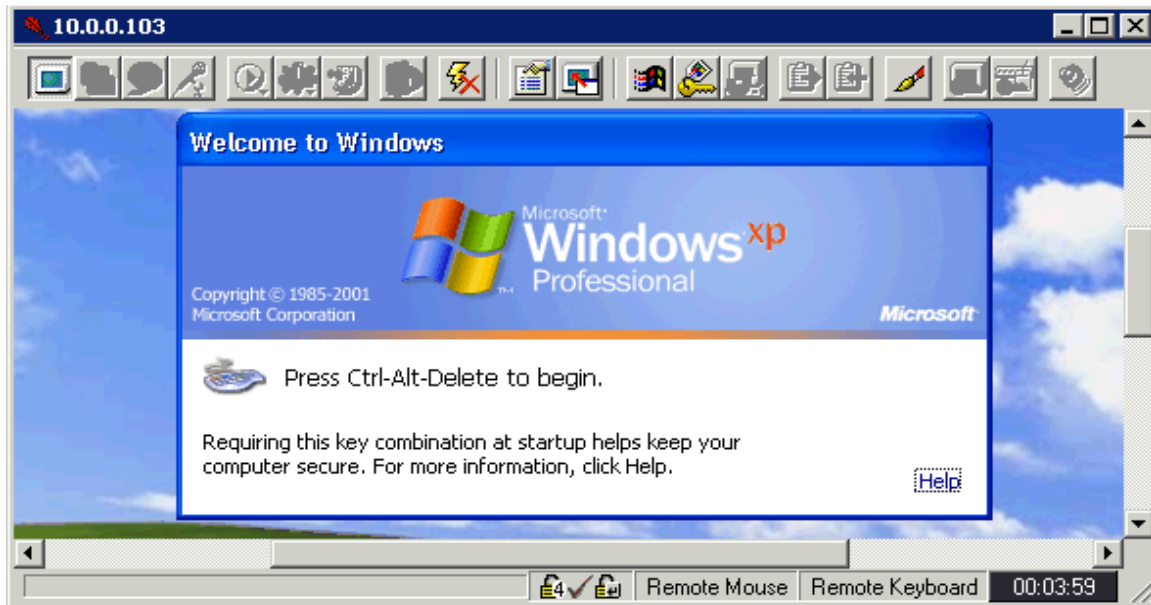 10.0.0.103
Welcome to Windows
Microsoft®
Windows xp
Professional
Copyright © 1985-2001
Microsoft Corporation
Microsoft
Press Ctrl-Alt-Delete to begin.
Requiring this key combination at startup helps keep your
computer secure. For more information, click Help.
Help
4 Remote Mouse Remote Keyboard 00:03:59